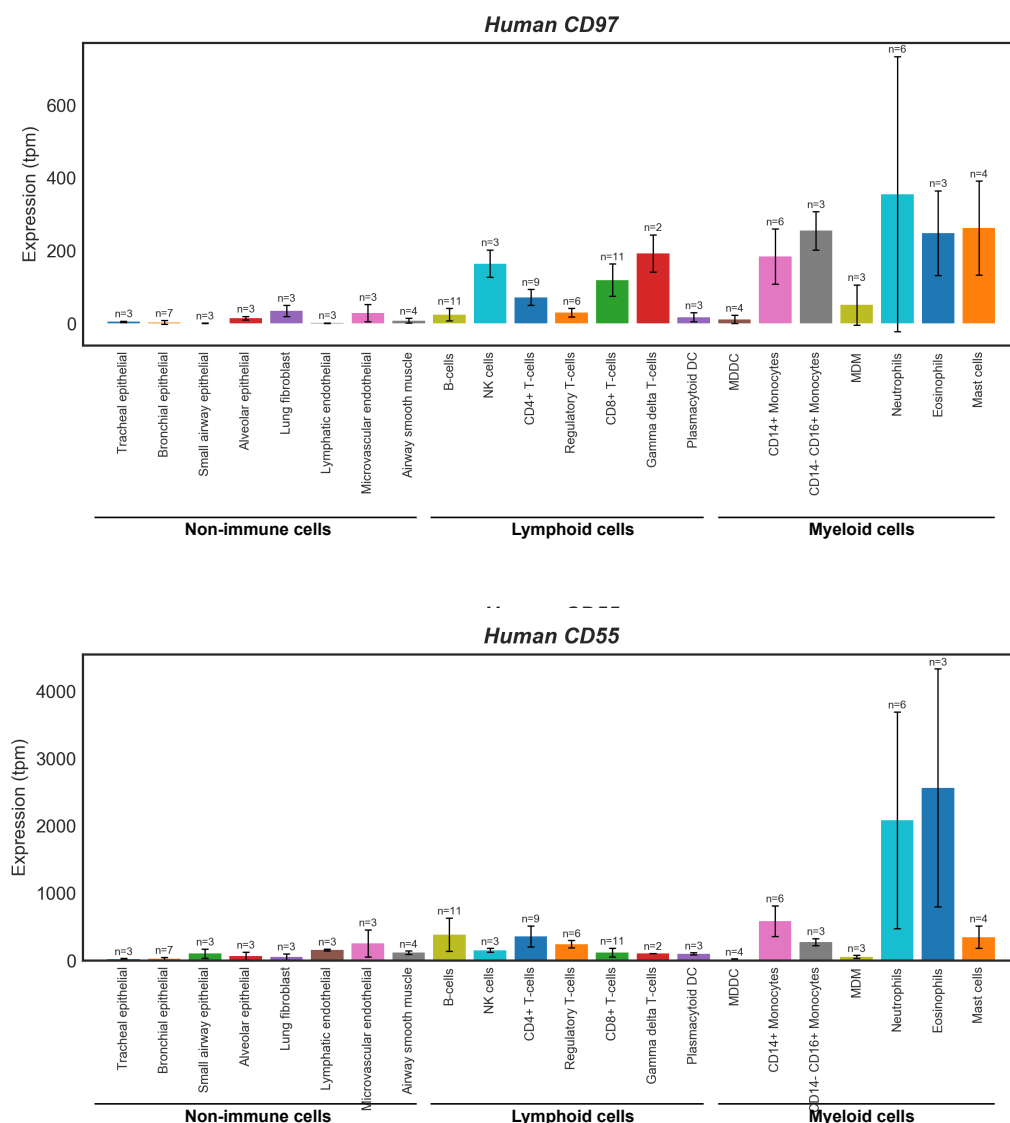 Human CD97
Expression (tpm)
600
400
200
0
n=3
n=7
n=3
n=3
n=3
n=3
n=3
n=4
n=11
n=3
n=9
n=6
n=11
n=2
n=3
n=4
n=6
n=3
n=3
n=6
n=3
n=4
Tracheal epithelial
Bronchial epithelial
Small airway epithelial
Alveolar epithelial
Lung fibroblast
Lymphatic endothelial
Microvascular endothelial
Airway smooth muscle
B-cells
NK cells
CD4+ T-cells
Regulatory T-cells
CD8+ T-cells
Gamma delta T-cells
Plasmacytoid DC
MDDC
CD14+ Monocytes
CD14- CD16+ Monocytes
MDM
Neutrophils
Eosinophils
Mast cells
Non-immune cells
Lymphoid cells
Myeloid cells
Human CD55
Expression (tpm)
4000
3000
2000
1000
0
n=3
n=7
n=3
n=3
n=3
n=3
n=3
n=4
n=11
n=3
n=9
n=6
n=11
n=2
n=3
n=4
n=6
n=3
n=3
n=6
n=3
n=4
Tracheal epithelial
Bronchial epithelial
Small airway epithelial
Alveolar epithelial
Lung fibroblast
Lymphatic endothelial
Microvascular endothelial
Airway smooth muscle
B-cells
NK cells
CD4+ T-cells
Regulatory T-cells
CD8+ T-cells
Gamma delta T-cells
Plasmacytoid DC
MDDC
CD14+ Monocytes
CD14- CD16+ Monocytes
MDM
Neutrophils
Eosinophils
Mast cells
Non-immune cells
Lymphoid cells
Myeloid cells